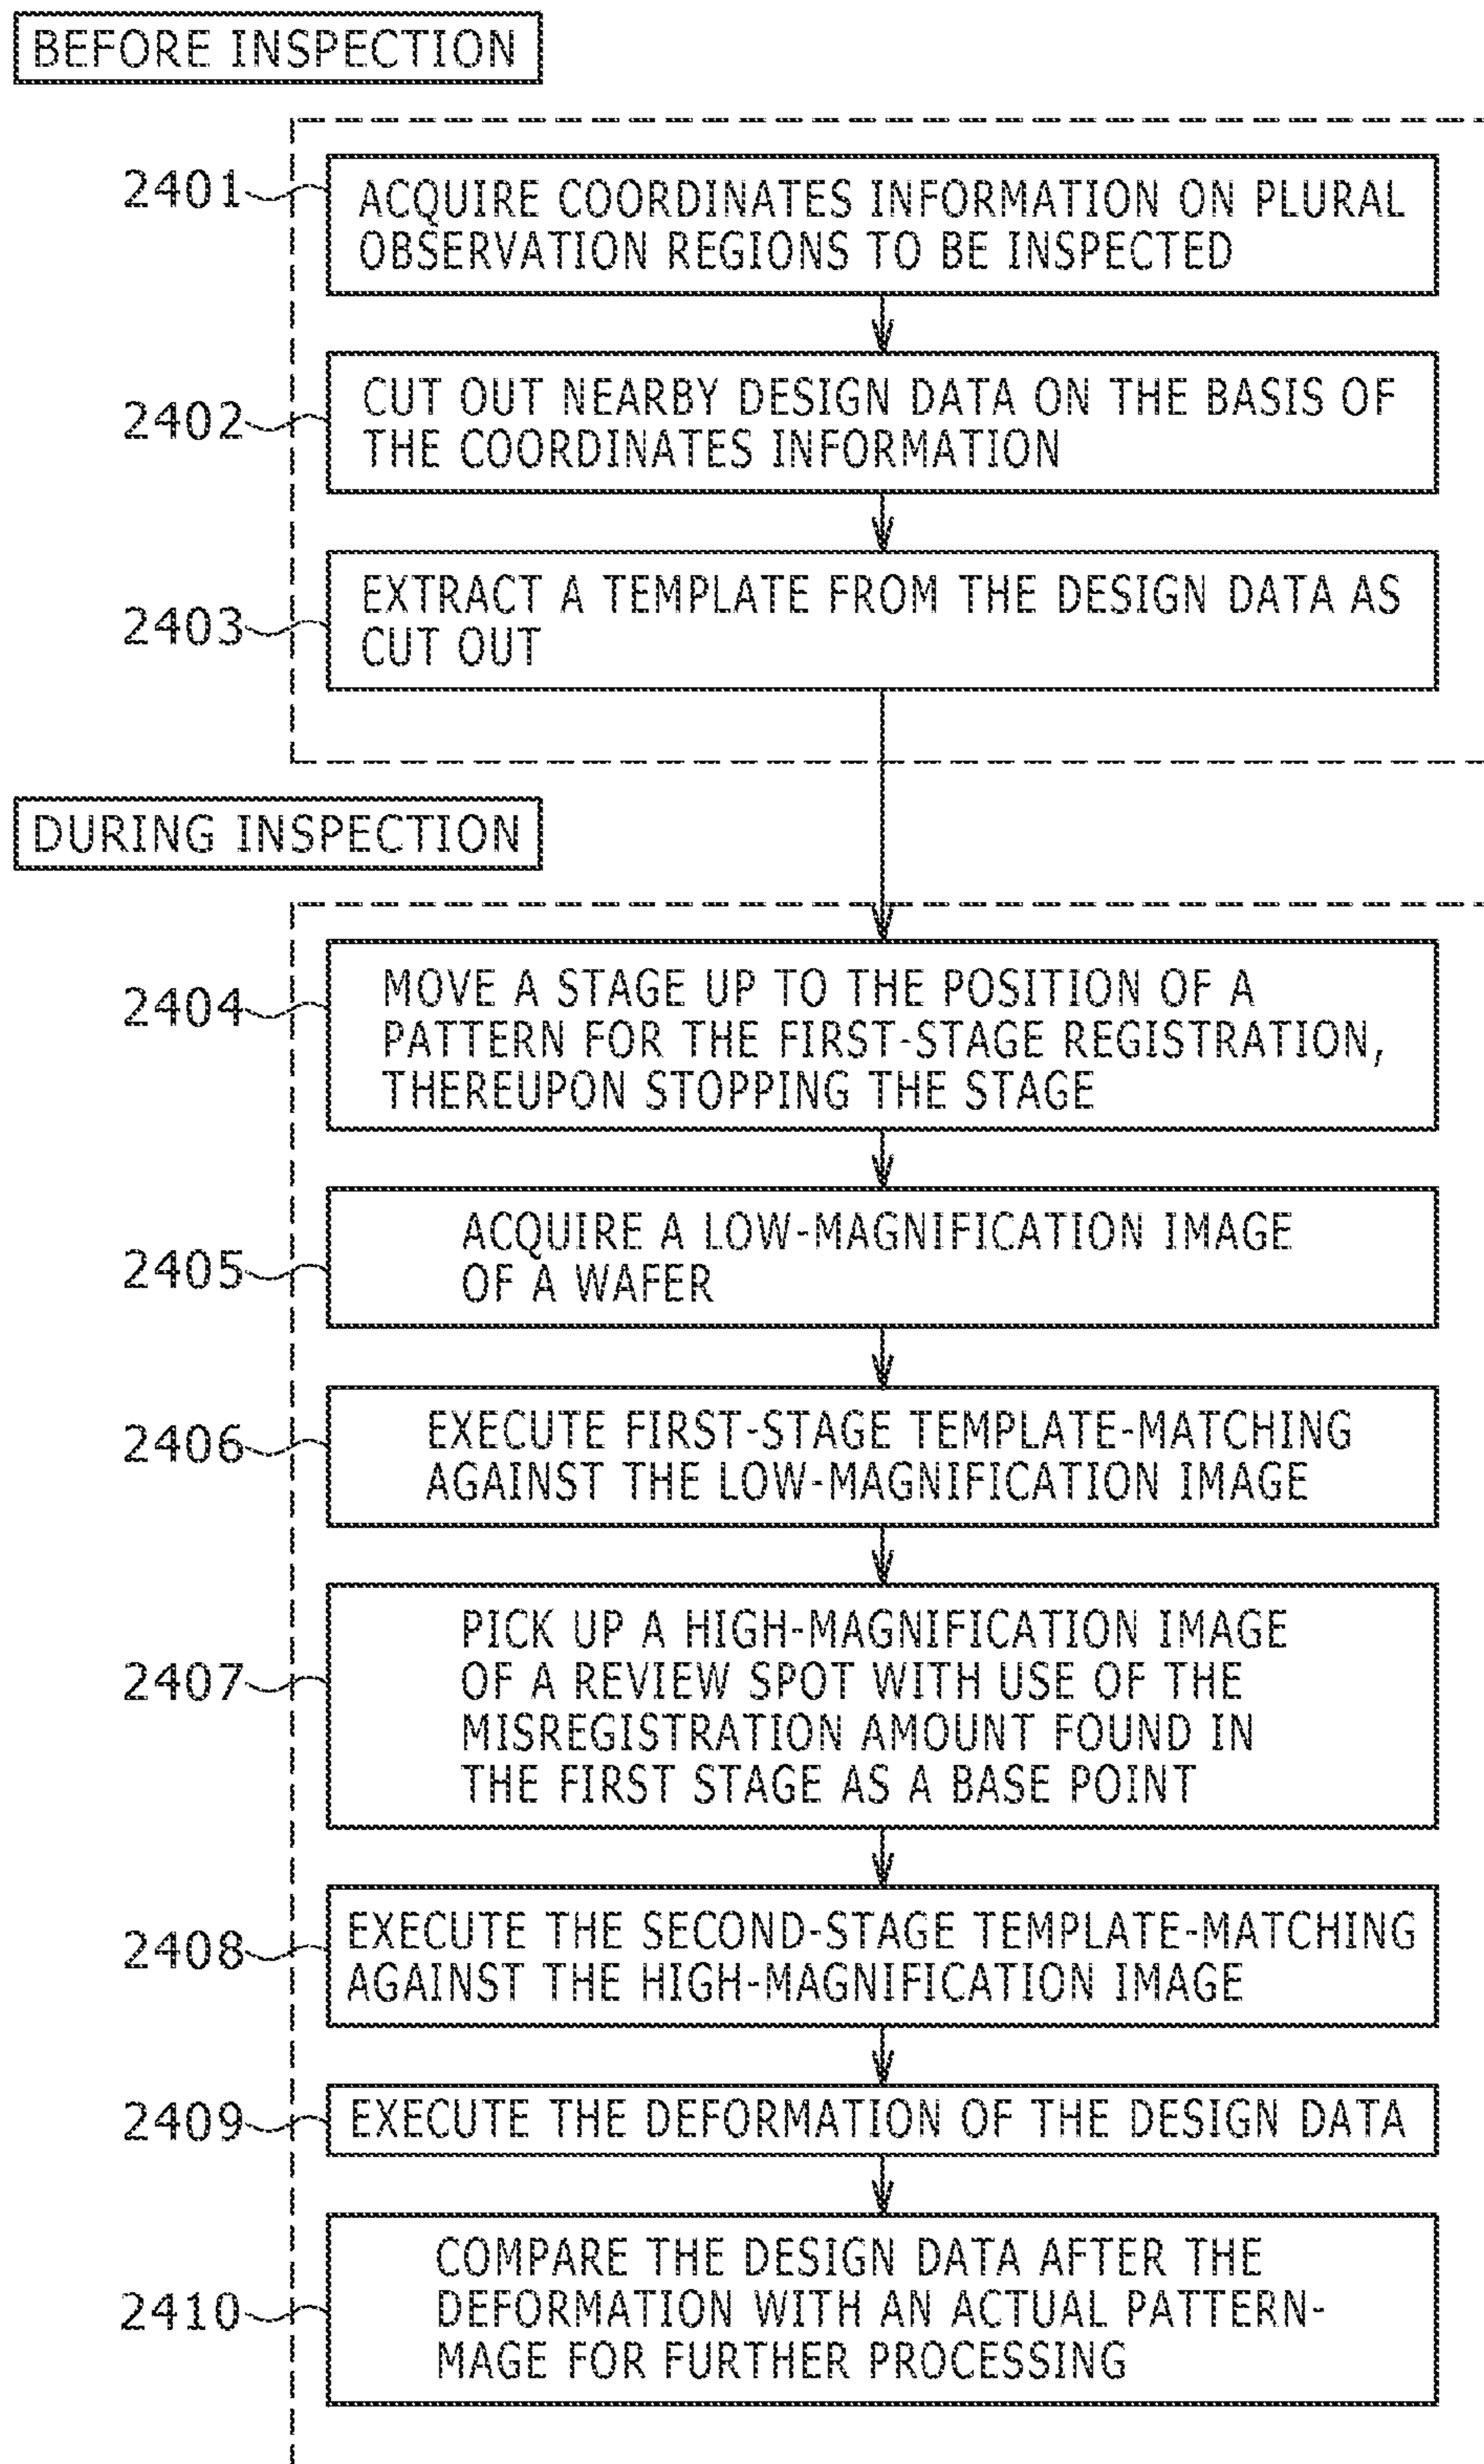 BEFORE INSPECTION
2401
ACQUIRE COORDINATES INFORMATION ON PLURAL
OBSERVATION REGIONS TO BE INSPECTED
2402
CUT OUT NEARBY DESIGN DATA ON THE BASIS OF
THE COORDINATES INFORMATION
2403
EXTRACT A TEMPLATE FROM THE DESIGN DATA AS
CUT OUT
DURING INSPECTION
2404
MOVE A STAGE UP TO THE POSITION OF A
PATTERN FOR THE FIRST-STAGE REGISTRATION,
THEREUPON STOPPING THE STAGE
2405
ACQUIRE A LOW-MAGNIFICATION IMAGE
OF A WAFER
2406
EXECUTE FIRST-STAGE TEMPLATE-MATCHING
AGAINST THE LOW-MAGNIFICATION IMAGE
2407
PICK UP A HIGH-MAGNIFICATION IMAGE
OF A REVIEW SPOT WITH USE OF THE
MISREGISTRATION AMOUNT FOUND IN
THE FIRST STAGE AS A BASE POINT
2408
EXECUTE THE SECOND-STAGE TEMPLATE-MATCHING
AGAINST THE HIGH-MAGNIFICATION IMAGE
2409
EXECUTE THE DEFORMATION OF THE DESIGN DATA
2410
COMPARE THE DESIGN DATA AFTER THE
DEFORMATION WITH AN ACTUAL PATTERN-
MAGE FOR FURTHER PROCESSING